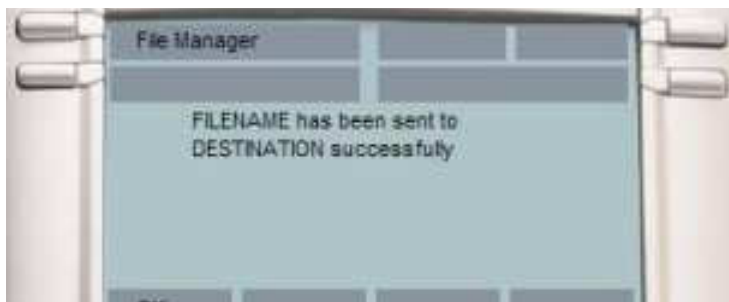 File Manager
FILENAME has been sent to
DESTINATION successfully